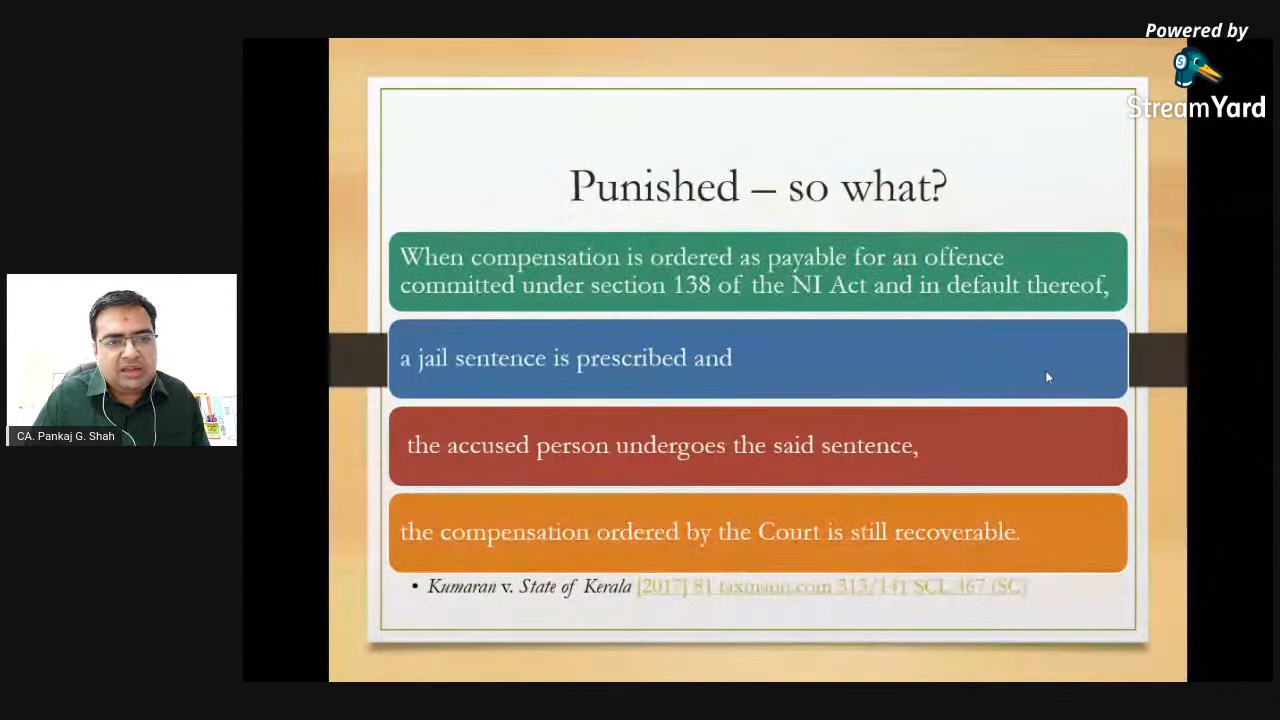 Powered by
StreamYard
Punished – so what?
When compensation is ordered as payable for an offence
committed under section 138 of the NI Act and in default thereof,
a jail sentence is prescribed and
the accused person undergoes the said sentence,
the compensation ordered by the Court is still recoverable.
• Kumaran v. State of Kerala [2017] 81 taxmann.com 313/141 SCL 467 (SC)
CA. Pankaj G. Shah